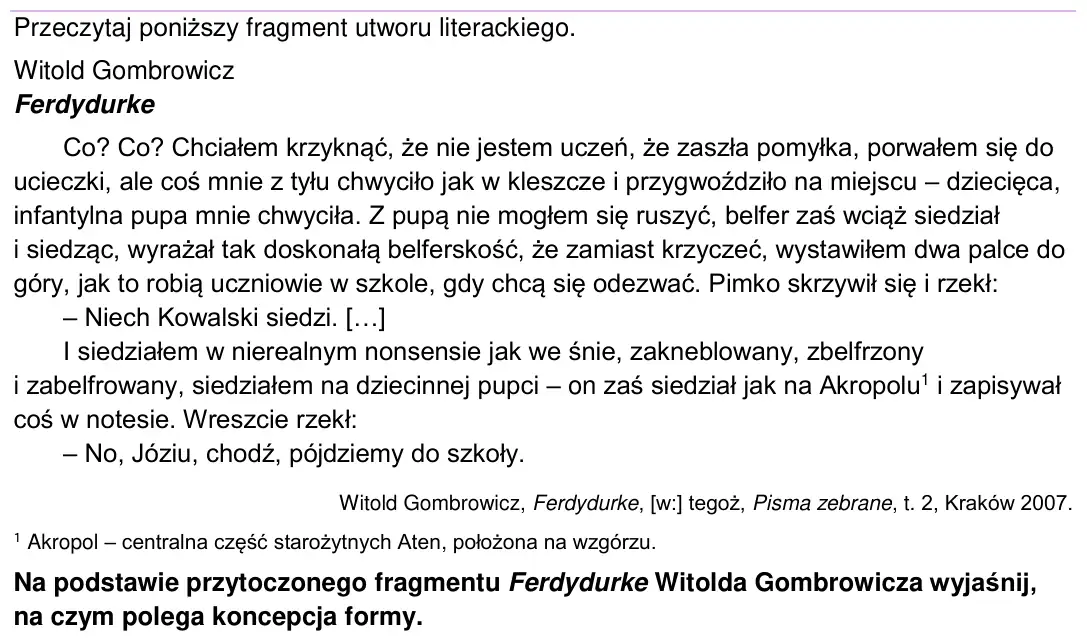 Przeczytaj poniższy fragment utworu literackiego.
Witold Gombrowicz
Ferdydurke
Co? Co? Chciałem krzyknąć, że nie jestem uczeń, że zaszła pomyłka, porwałem się do
ucieczki, ale coś mnie z tyłu chwyciło jak w kleszcze i przygwoździło na miejscu – dziecięca,
infantylna pupa mnie chwyciła. Z pupą nie mogłem się ruszyć, belfer zaś wciąż siedział
i siedząc, wyrażał tak doskonałą belferskość, że zamiast krzyczeć, wystawiłem dwa palce do
góry, jak to robią uczniowie w szkole, gdy chcą się odezwać. Pimko skrzywił się i rzekł:
– Niech Kowalski siedzi. […]
I siedziałem w nierealnym nonsensie jak we śnie, zakneblowany, zbelfrzony
i zabelfrowany, siedziałem na dziecinnej pupci – on zaś siedział jak na Akropolu¹ i zapisywał
coś w notesie. Wreszcie rzekł:
– No, Józiu, chodź, pójdziemy do szkoły.
Witold Gombrowicz, Ferdydurke, [w:] tegoż, Pisma zebrane, t. 2, Kraków 2007.
¹ Akropol – centralna część starożytnych Aten, położona na wzgórzu.
Na podstawie przytoczonego fragmentu Ferdydurke Witolda Gombrowicza wyjaśnij,
na czym polega koncepcja formy.